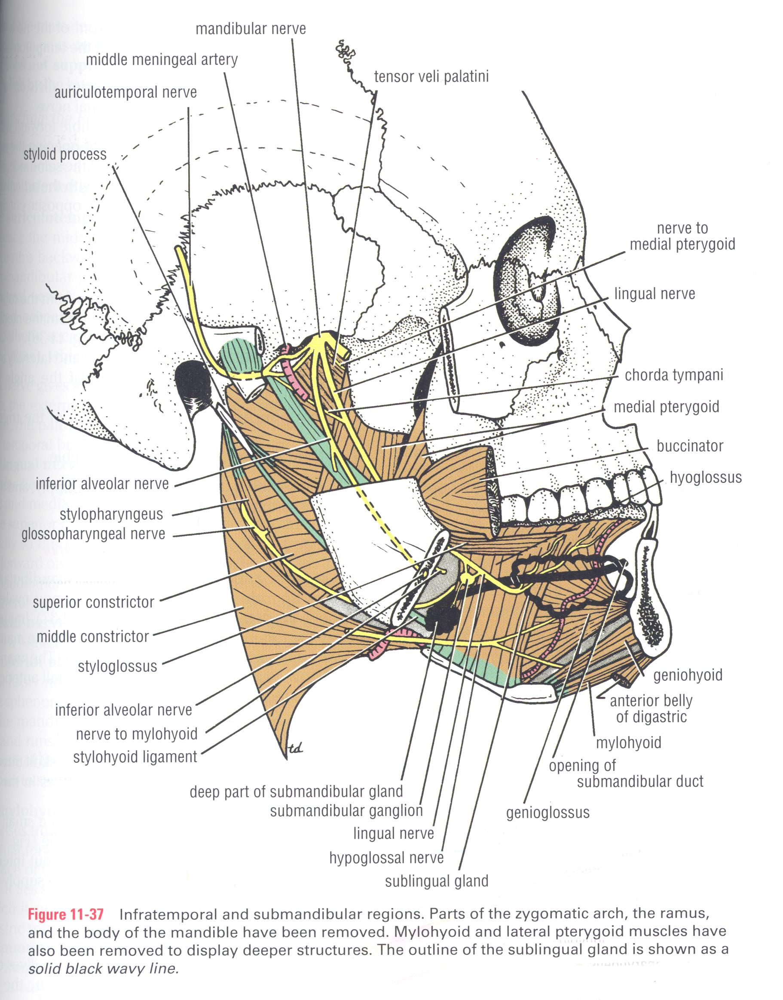 mandibular nerve
middle meningeal artery
tensor veli palatini
auriculotemporal nerve
styloid process
nerve to
medial pterygoid
lingual nerve
chorda tympani
medial pterygoid
buccinator
hyoglossus
inferior alveolar nerve
stylopharyngeus
glossopharyngeal nerve
superior constrictor
middle constrictor
styloglossus
geniohyoid
anterior belly
of digastric
inferior alveolar nerve
nerve to mylohyoid
mylohyoid
stylohyoid ligament
td
opening of
submandibular duct
deep part of submandibular gland
submandibular ganglion
genioglossus
lingual nerve
hypoglossal nerve
sublingual gland
Figure 11-37 Infratemporal and submandibular regions. Parts of the zygomatic arch, the ramus,
and the body of the mandible have been removed. Mylohyoid and lateral pterygoid muscles have
also been removed to display deeper structures. The outline of the sublingual gland is shown as a
solid black wavy line.